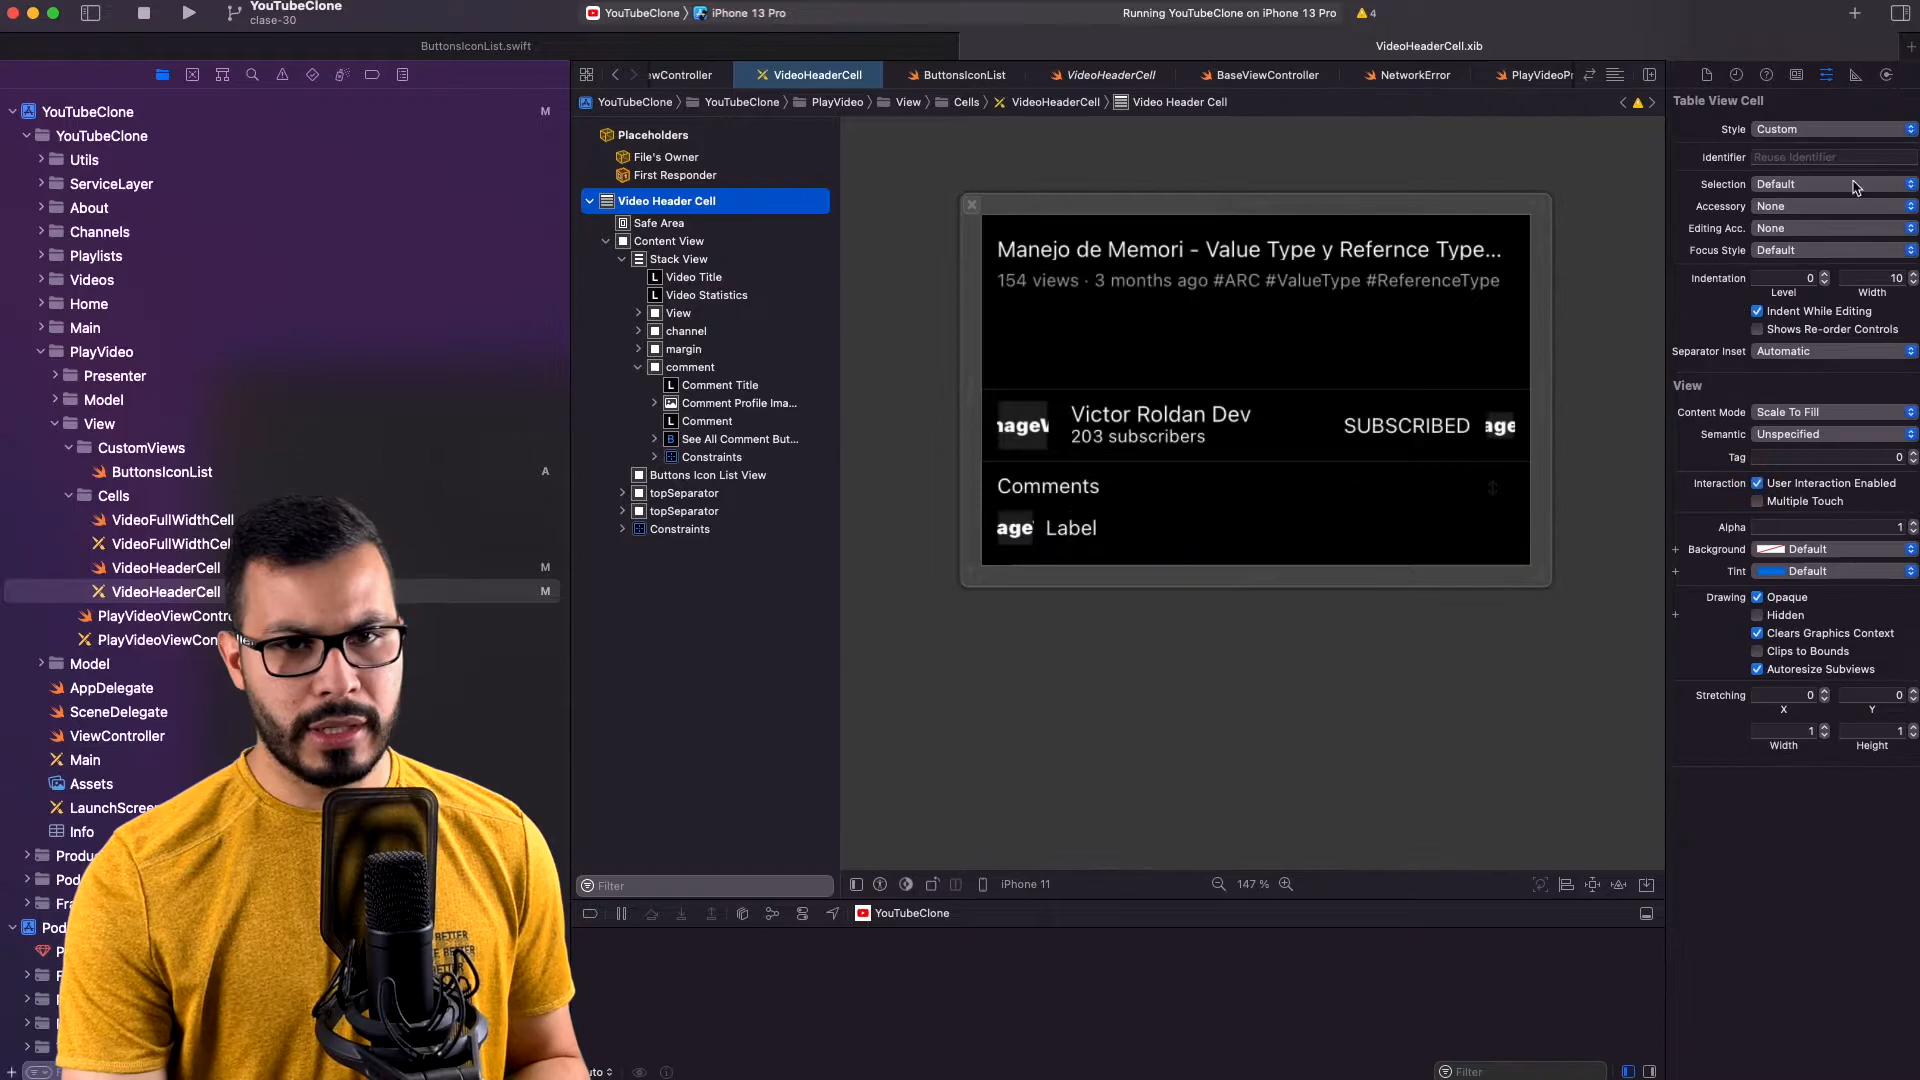 YouTubeClone
clase-30
YouTubeClone
iPhone 13 Pro
Running YouTubeClone on iPhone 13 Pro
4
ButtonsIconList.swift
VideoHeaderCell.xib
ewController
VideoHeaderCell
ButtonsIconList
VideoHeaderCell
BaseViewController
NetworkError
PlayVideoPr
YouTubeClone
YouTubeClone
PlayVideo
View
Cells
VideoHeaderCell
Video Header Cell
YouTubeClone M
YouTubeClone
Utils
ServiceLayer
About
Channels
Playlists
Videos
Home
Main
PlayVideo
Presenter
Model
View
CustomViews
ButtonsIconList A
Cells
VideoFullWidthCell
VideoFullWidthCel
VideoHeaderCell M
VideoHeaderCell M
PlayVideoViewContr
PlayVideoViewCon
Model
AppDelegate
SceneDelegate
ViewController
Main
Assets
LaunchScree
Info
Produ
Pod
Fra
Pod
P
F
Placeholders
File's Owner
First Responder
Video Header Cell
Safe Area
Content View
Stack View
L Video Title
L Video Statistics
View
channel
margin
comment
L Comment Title
Comment Profile Ima...
L Comment
B See All Comment But...
Constraints
Buttons Icon List View
topSeparator
topSeparator
Constraints
Filter
Manejo de Memori - Value Type y Refernce Type...
154 views · 3 months ago #ARC #ValueType #ReferenceType
nageV
Victor Roldan Dev
203 subscribers
SUBSCRIBED
age
Comments
age
Label
iPhone 11
147 %
YouTubeClone
Filter
Table View Cell
Style Custom
Identifier Reuse Identifier
Selection Default
Accessory None
Editing Acc. None
Focus Style Default
Indentation 0 10
Level Width
Indent While Editing
Shows Re-order Controls
Separator Inset Automatic
View
Content Mode Scale To Fill
Semantic Unspecified
Tag 0
Interaction User Interaction Enabled
Multiple Touch
Alpha 1
Background Default
Tint Default
Drawing Opaque
Hidden
Clears Graphics Context
Clips to Bounds
Autoresize Subviews
Stretching 0 0
X Y
1 1
Width Height